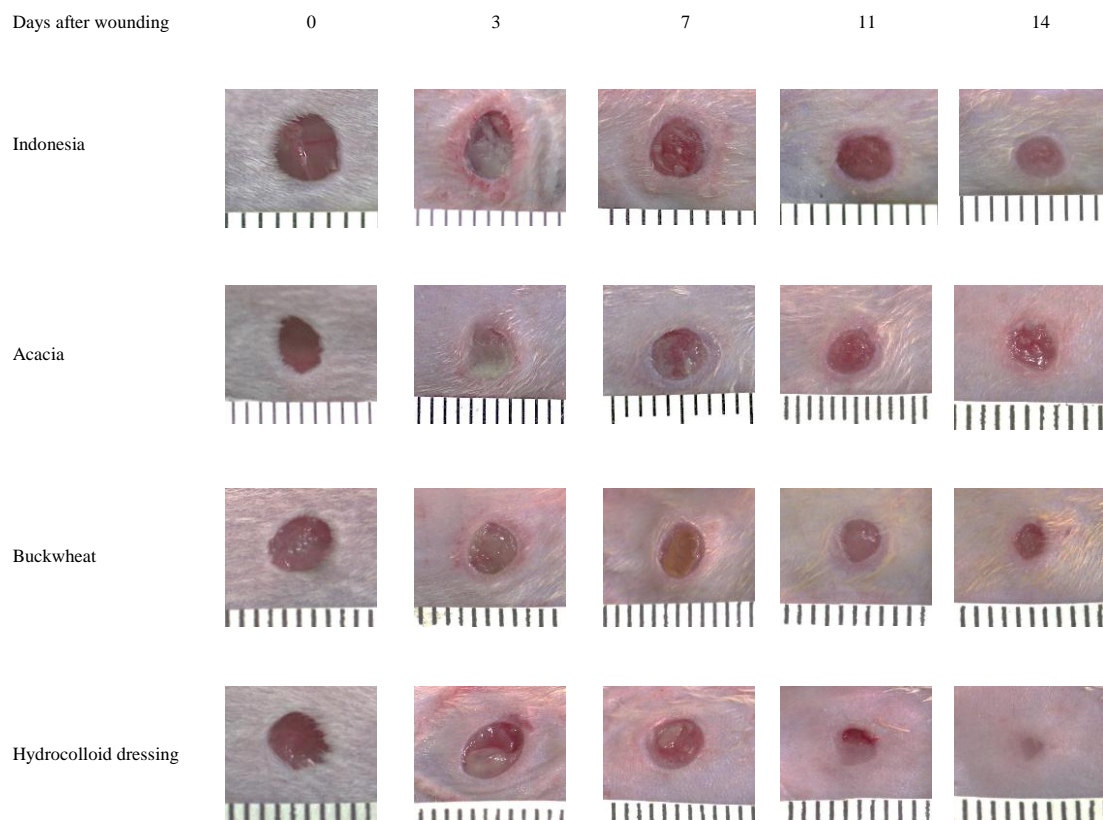 Days after wounding 0 3 7 11 14
Indonesia
Acacia
Buckwheat
Hydrocolloid dressing